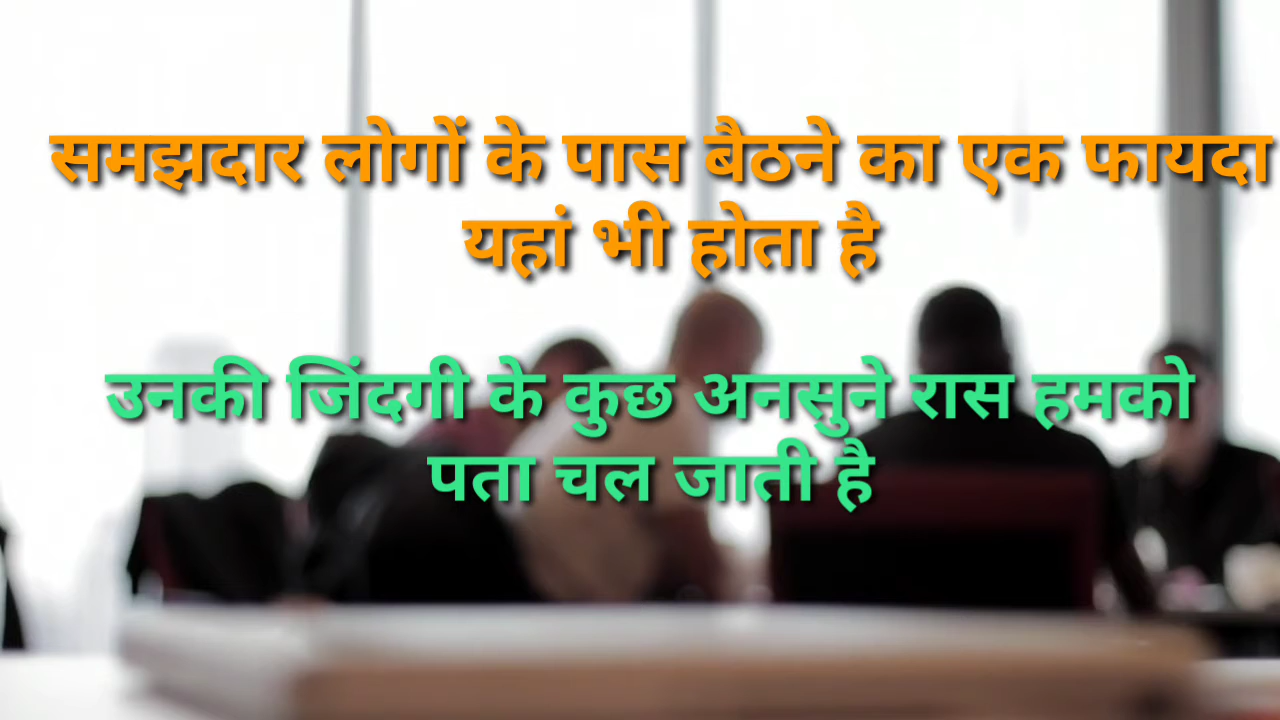 समझदार लोगों के पास बैठने का एक फायदा
यहां भी होता है
उनकी जिंदगी के कुछ अनसुने रास हमको
पता चल जाती है